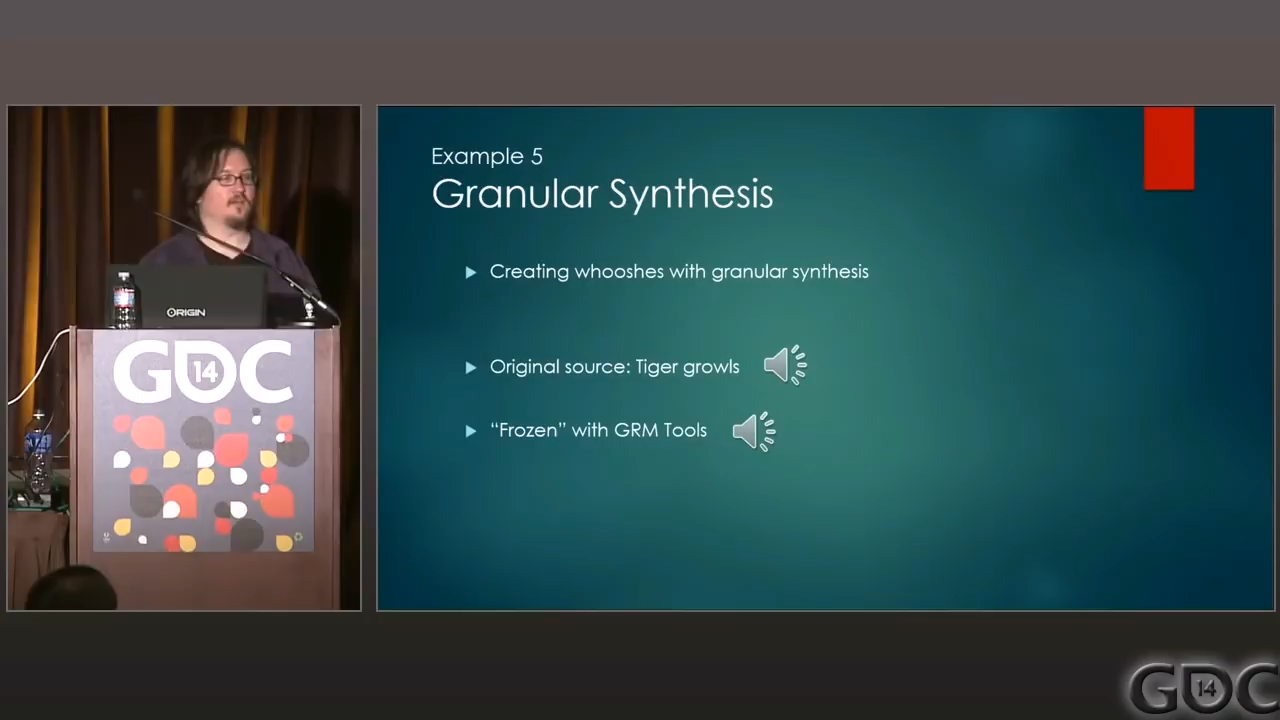 Example 5
Granular Synthesis
Creating whooshes with granular synthesis
Original source: Tiger growls
“Frozen” with GRM Tools
ORIGIN
GDC
14
GDC
14